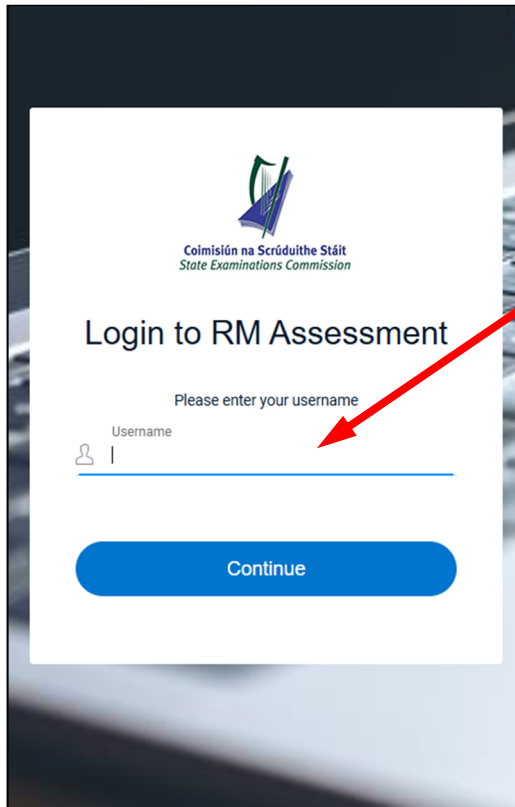 Coimisiún na Scrúduithe Stáit
State Examinations Commission
Login to RM Assessment
Please enter your username
Username
Continue